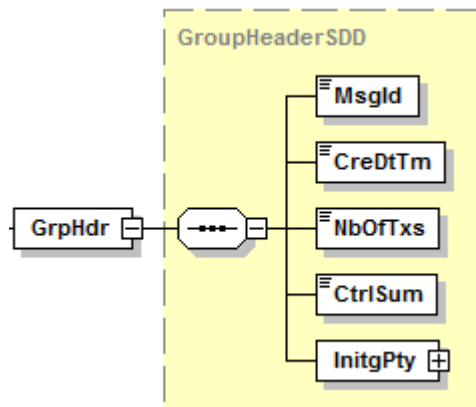 GroupHeaderSDD
MsgId
CreDtTm
GrpHdr
NbOfTxs
CtrlSum
InitgPty